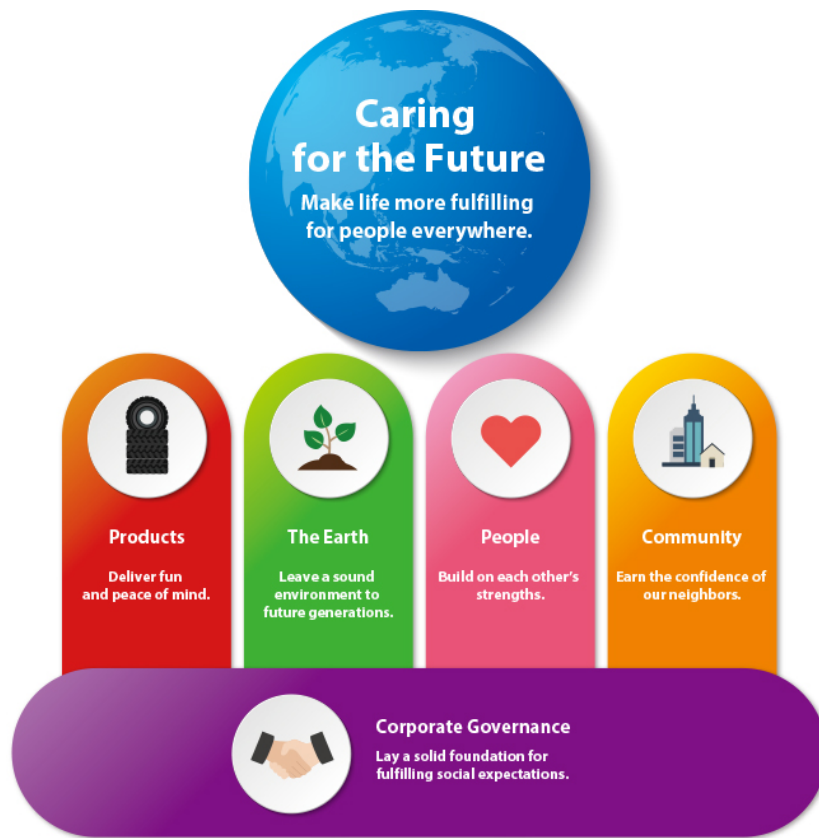 Caring
for the Future
Make life more fulfilling
for people everywhere.
Products
Deliver fun
and peace of mind.
The Earth
Leave a sound
environment to
future generations.
People
Build on each other's
strengths.
Community
Earn the confidence of
our neighbors.
Corporate Governance
Lay a solid foundation for
fulfilling social expectations.